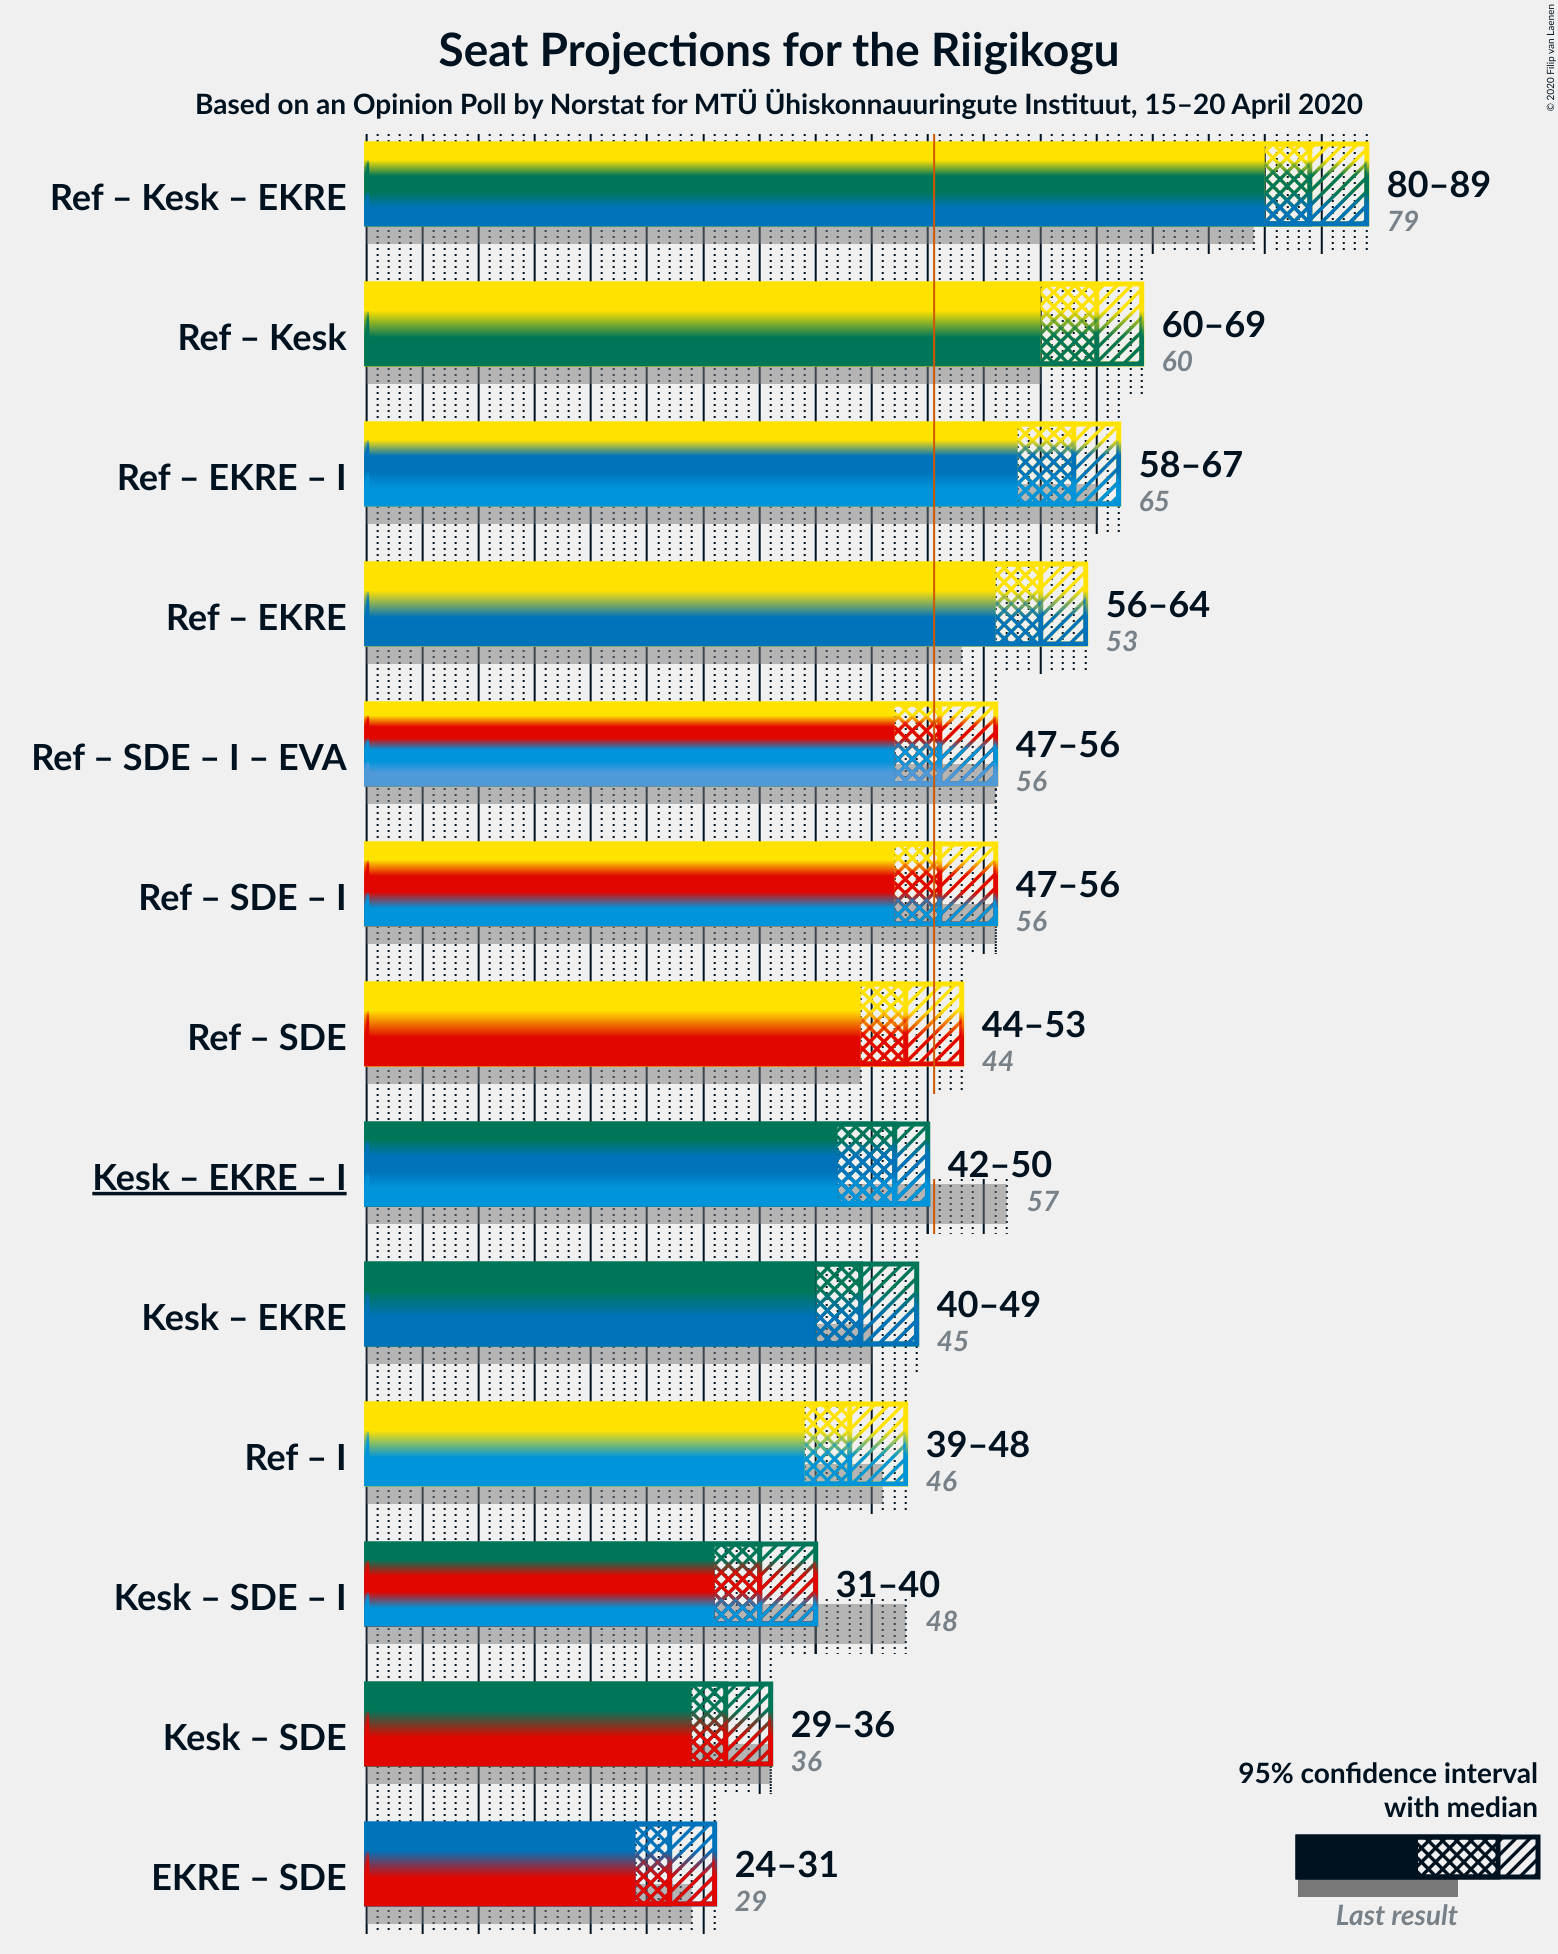 Seat Projections for the Riigikogu
Based on an Opinion Poll by Norstat for MTÜ Ühiskonnauuringute Instituut, 15–20 April 2020
© 2020 Filip van Laenen
Ref – Kesk – EKRE
80–89
79
Ref – Kesk
60–69
60
Ref – EKRE – I
58–67
65
Ref – EKRE
56–64
53
Ref – SDE – I – EVA
47–56
56
Ref – SDE – I
47–56
56
Ref – SDE
44–53
44
Kesk – EKRE – I
42–50
57
Kesk – EKRE
40–49
45
Ref – I
39–48
46
Kesk – SDE – I
31–40
48
Kesk – SDE
29–36
36
EKRE – SDE
24–31
29
95% confidence interval
with median
Last result